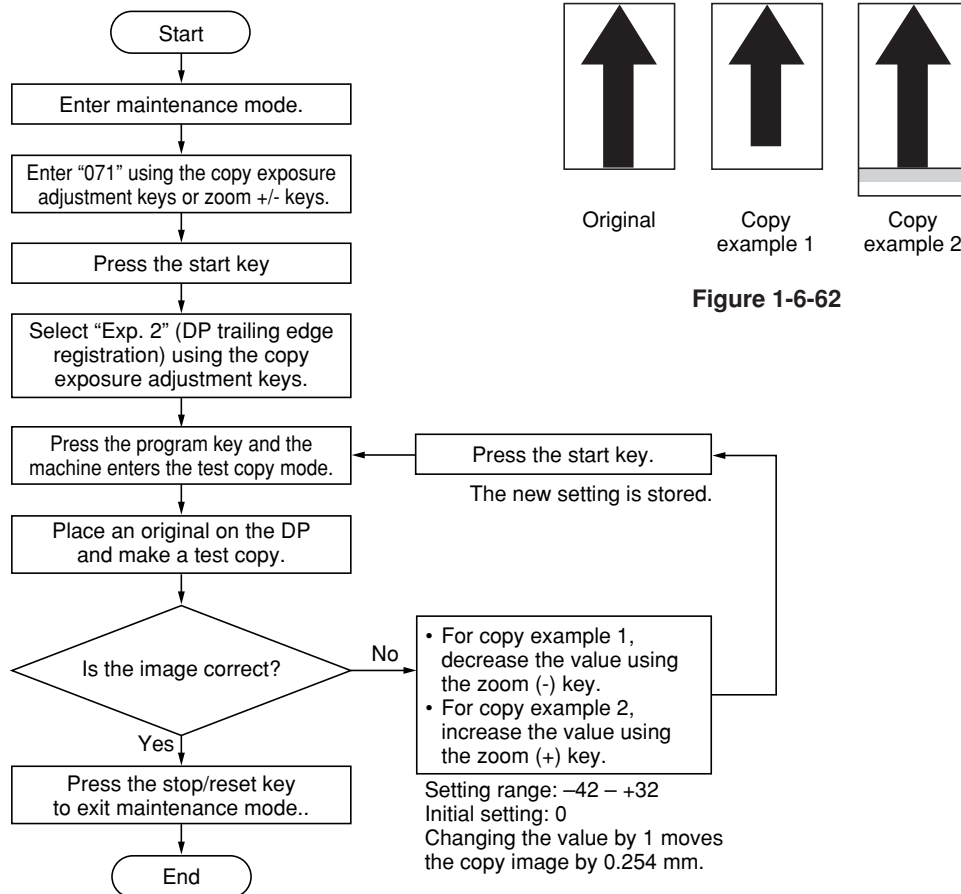 Start
Enter maintenance mode.
Enter “071” using the copy exposure
adjustment keys or zoom +/- keys.
Press the start key
Select “Exp. 2” (DP trailing edge
registration) using the copy
exposure adjustment keys.
Press the program key and the
machine enters the test copy mode.
Place an original on the DP
and make a test copy.
Is the image correct?
Yes
Press the stop/reset key
to exit maintenance mode..
End
No
• For copy example 1,
decrease the value using
the zoom (-) key.
• For copy example 2,
increase the value using
the zoom (+) key.
Setting range: –42 – +32
Initial setting: 0
Changing the value by 1 moves
the copy image by 0.254 mm.
Press the start key.
The new setting is stored.
Original
Copy
example 1
Copy
example 2
Figure 1-6-62